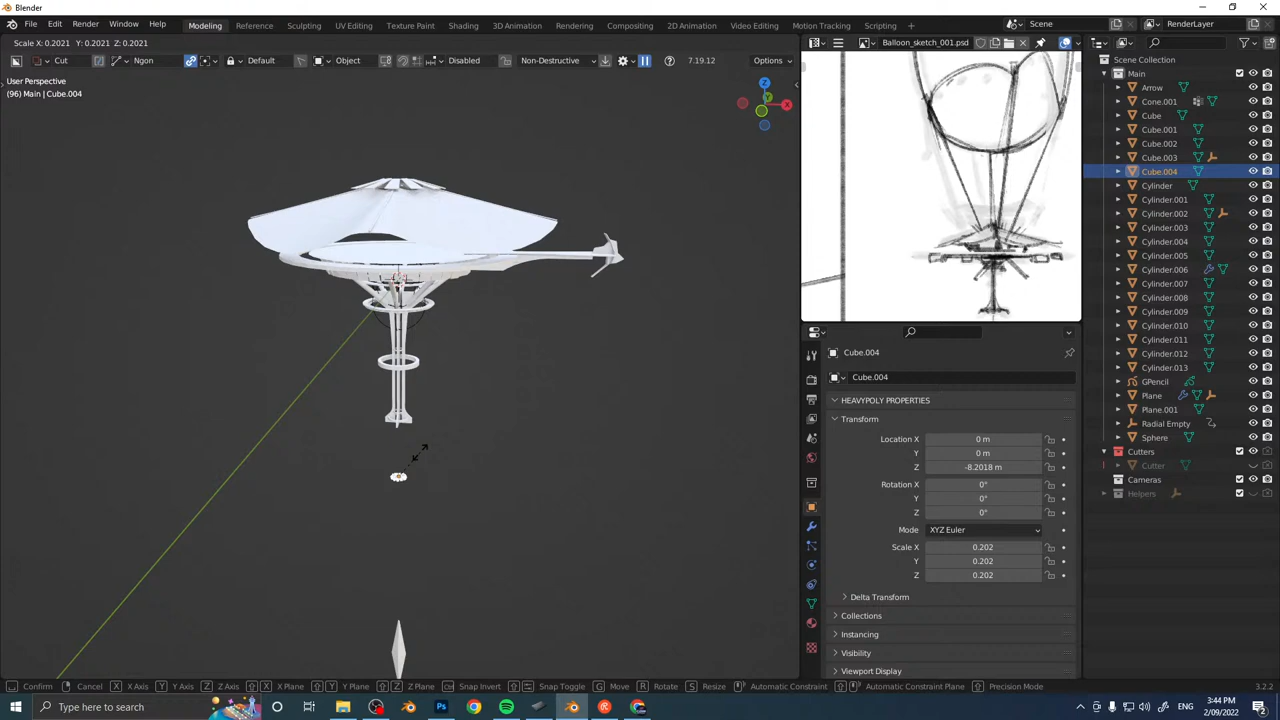 Blender
File Edit Render Window Help Modeling Reference Sculpting UV Editing Texture Paint Shading Animation Rendering Compositing 2D Animation Video Editing Motion Tracking Scripting + Scene RenderLayer
Scale X: 0.2021 Y: 0.2021 Z: 0.2021
Cut Ngon Default Object Disabled Non-Destructive 7.19.12 Options
User Perspective
(96) Main | Cube.004
Z
Y
X
Balloon_sketch_001.psd
Cube.004
Cube.004
HEAVYPOLY PROPERTIES
Transform
Location X 0 m
Y 0 m
Z -8.2018 m
Rotation X 0°
Y 0°
Z 0°
Mode XYZ Euler
Scale X 0.202
Y 0.202
Z 0.202
Delta Transform
Collections
Instancing
Visibility
Viewport Display
Scene Collection
Main
Arrow
Cone.001
Cube
Cube.001
Cube.002
Cube.003
Cube.004
Cylinder
Cylinder.001
Cylinder.002
Cylinder.003
Cylinder.004
Cylinder.005
Cylinder.006
Cylinder.007
Cylinder.008
Cylinder.009
Cylinder.010
Cylinder.011
Cylinder.012
Cylinder.013
GPencil
Plane
Plane.001
Radial Empty
Sphere
Cutters
Cutter
Cameras
Helpers
Confirm Cancel X X Axis Y Y Axis Z Z Axis X X Plane Y Y Plane Z Z Plane Snap Invert Snap Toggle G Move R Rotate S Resize Automatic Constraint Automatic Constraint Plane Precision Mode 3.2.2
Type here to search
3:44 PM
2/09/2022